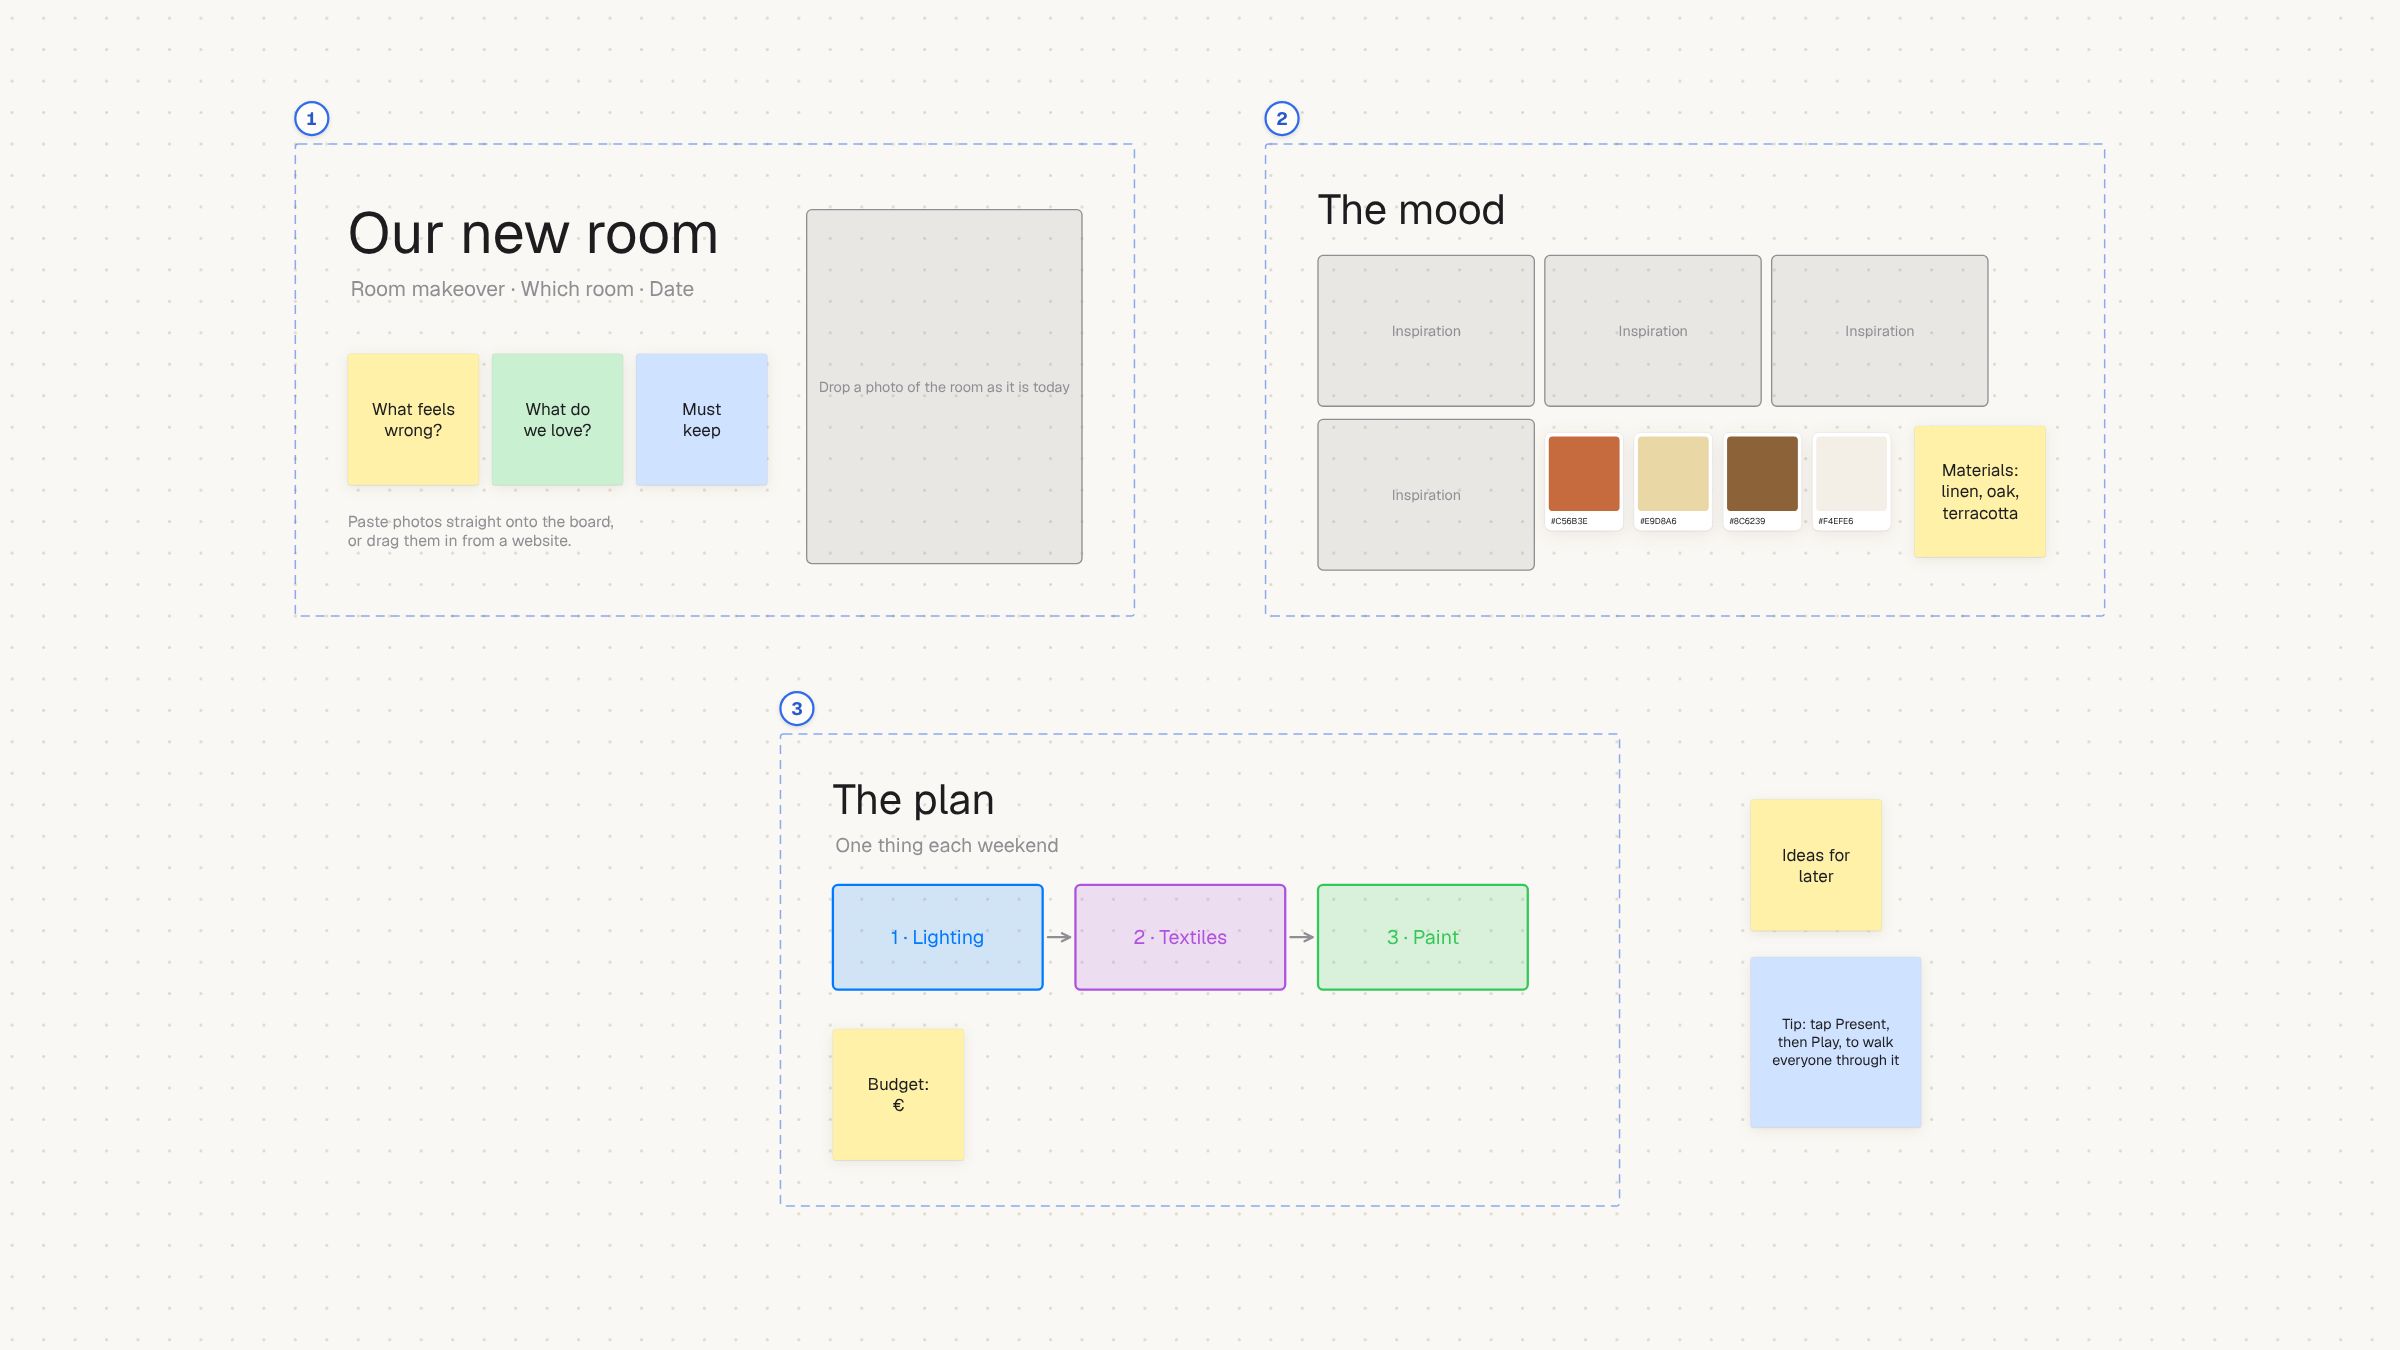 1
Our new room
Room makeover · Which room · Date
What feels
wrong?
What do
we love?
Must
keep
Paste photos straight onto the board,
or drag them in from a website.
Drop a photo of the room as it is today
2
The mood
Inspiration
Inspiration
Inspiration
Inspiration
#C56B3E
#E9D8A6
#8C6239
#F4EFE6
Materials:
linen, oak,
terracotta
3
The plan
One thing each weekend
1 · Lighting
2 · Textiles
3 · Paint
Budget:
€
Ideas for
later
Tip: tap Present,
then Play, to walk
everyone through it